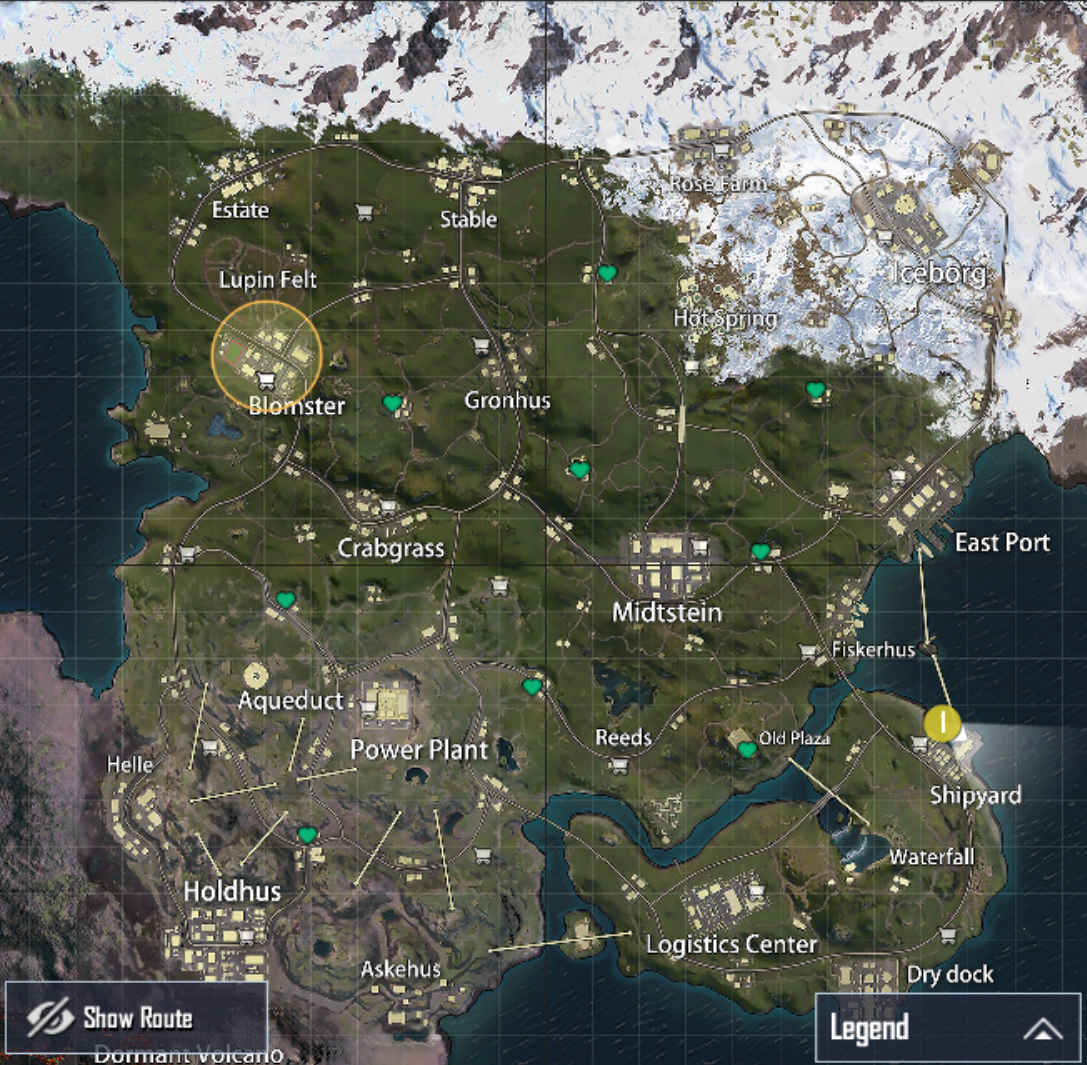 Rose Farm
Estate
Stable
Iceborg
Lupin Felt
Hot Spring
Blomster
Gronhus
Crabgrass
East Port
Midtstein
Fiskerhus
Aqueduct
Power Plant
Reeds
Old Plaza
Helle
Shipyard
Waterfall
Holdhus
Logistics Center
Askehus
Dry dock
Show Route
Legend
Dormant Volcano